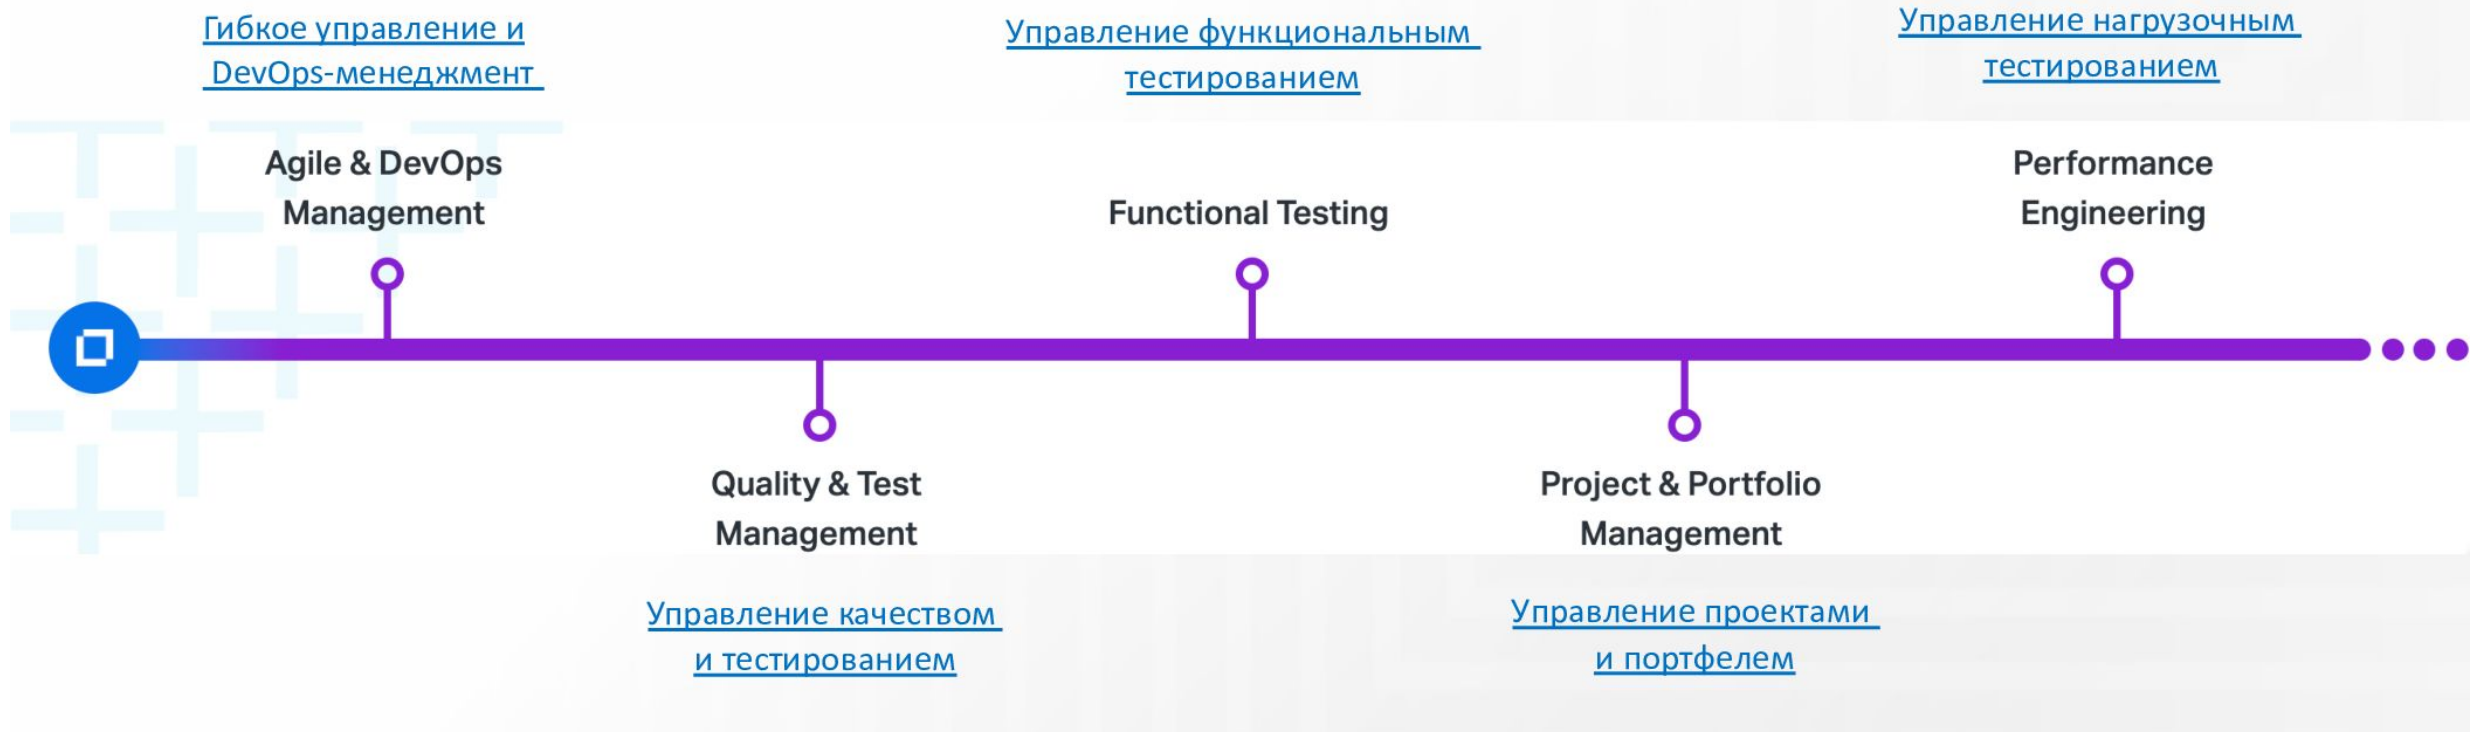 Гибкое управление и
DevOps-менеджмент
Управление функциональным
тестированием
Управление нагрузочным
тестированием
Agile & DevOps
Management
Functional Testing
Performance
Engineering
Quality & Test
Management
Project & Portfolio
Management
Управление качеством
и тестированием
Управление проектами
и портфелем